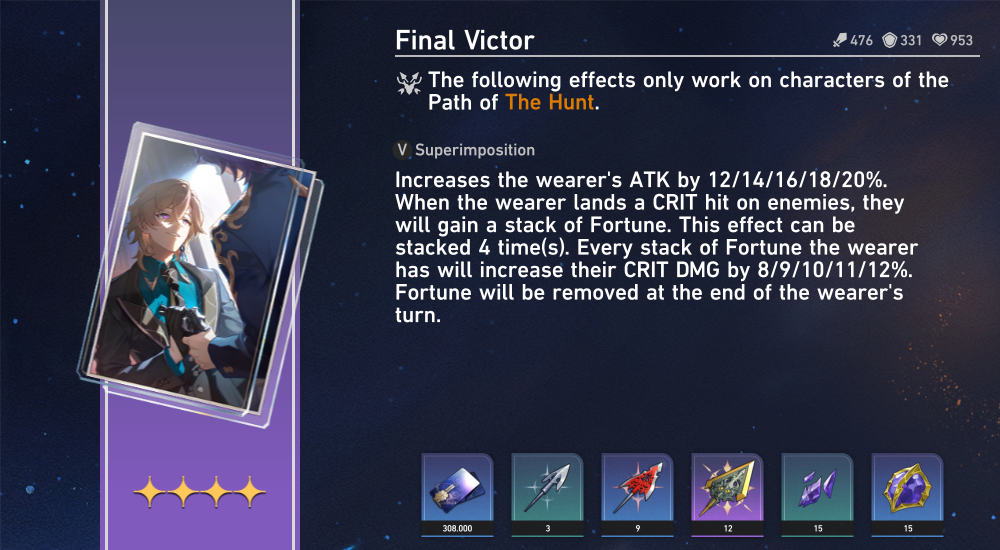 Final Victor
476 331 953
The following effects only work on characters of the
Path of The Hunt.
V Superimposition
Increases the wearer's ATK by 12/14/16/18/20%.
When the wearer lands a CRIT hit on enemies, they
will gain a stack of Fortune. This effect can be
stacked 4 time(s). Every stack of Fortune the wearer
has will increase their CRIT DMG by 8/9/10/11/12%.
Fortune will be removed at the end of the wearer's
turn.
308.000 3 9 12 15 15